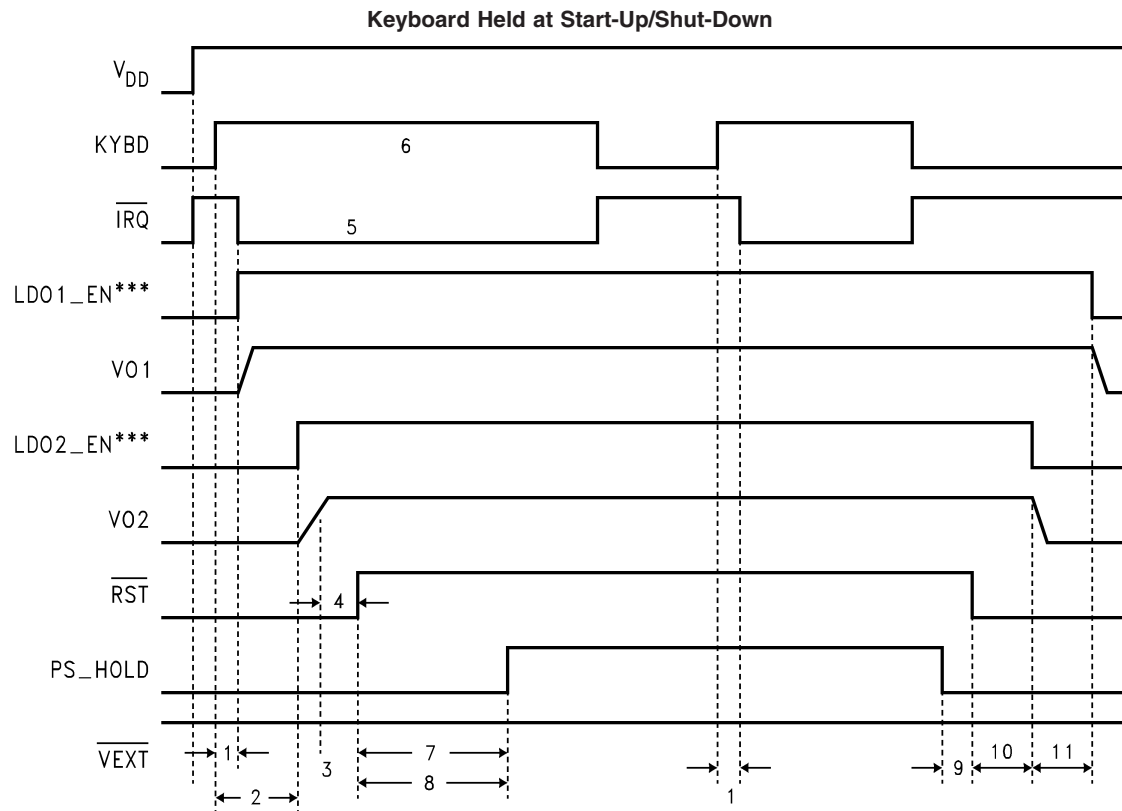 Keyboard Held at Start-Up/Shut-Down
VDD
KYBD
6
IRQ
5
LDO1_EN***
VO1
LDO2_EN***
VO2
RST
4
PS_HOLD
VEXT
1
3
7
9
10
11
2
8
1